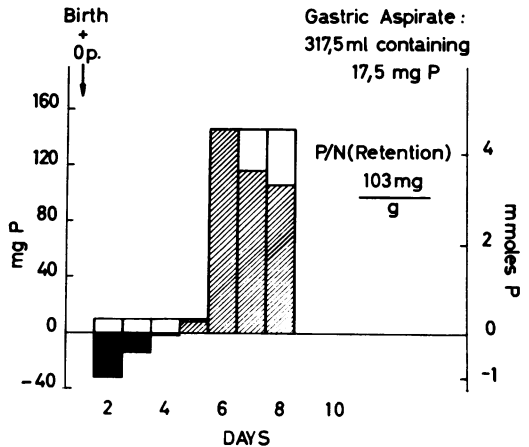 Birth
+
Op.
Gastric Aspirate :
317,5 ml containing
17,5 mg P
P/N(Retention)
103 mg
g
mg P
160
120
80
40
0
-40
mmoles P
4
2
0
-1
2
4
6
8
10
DAYS